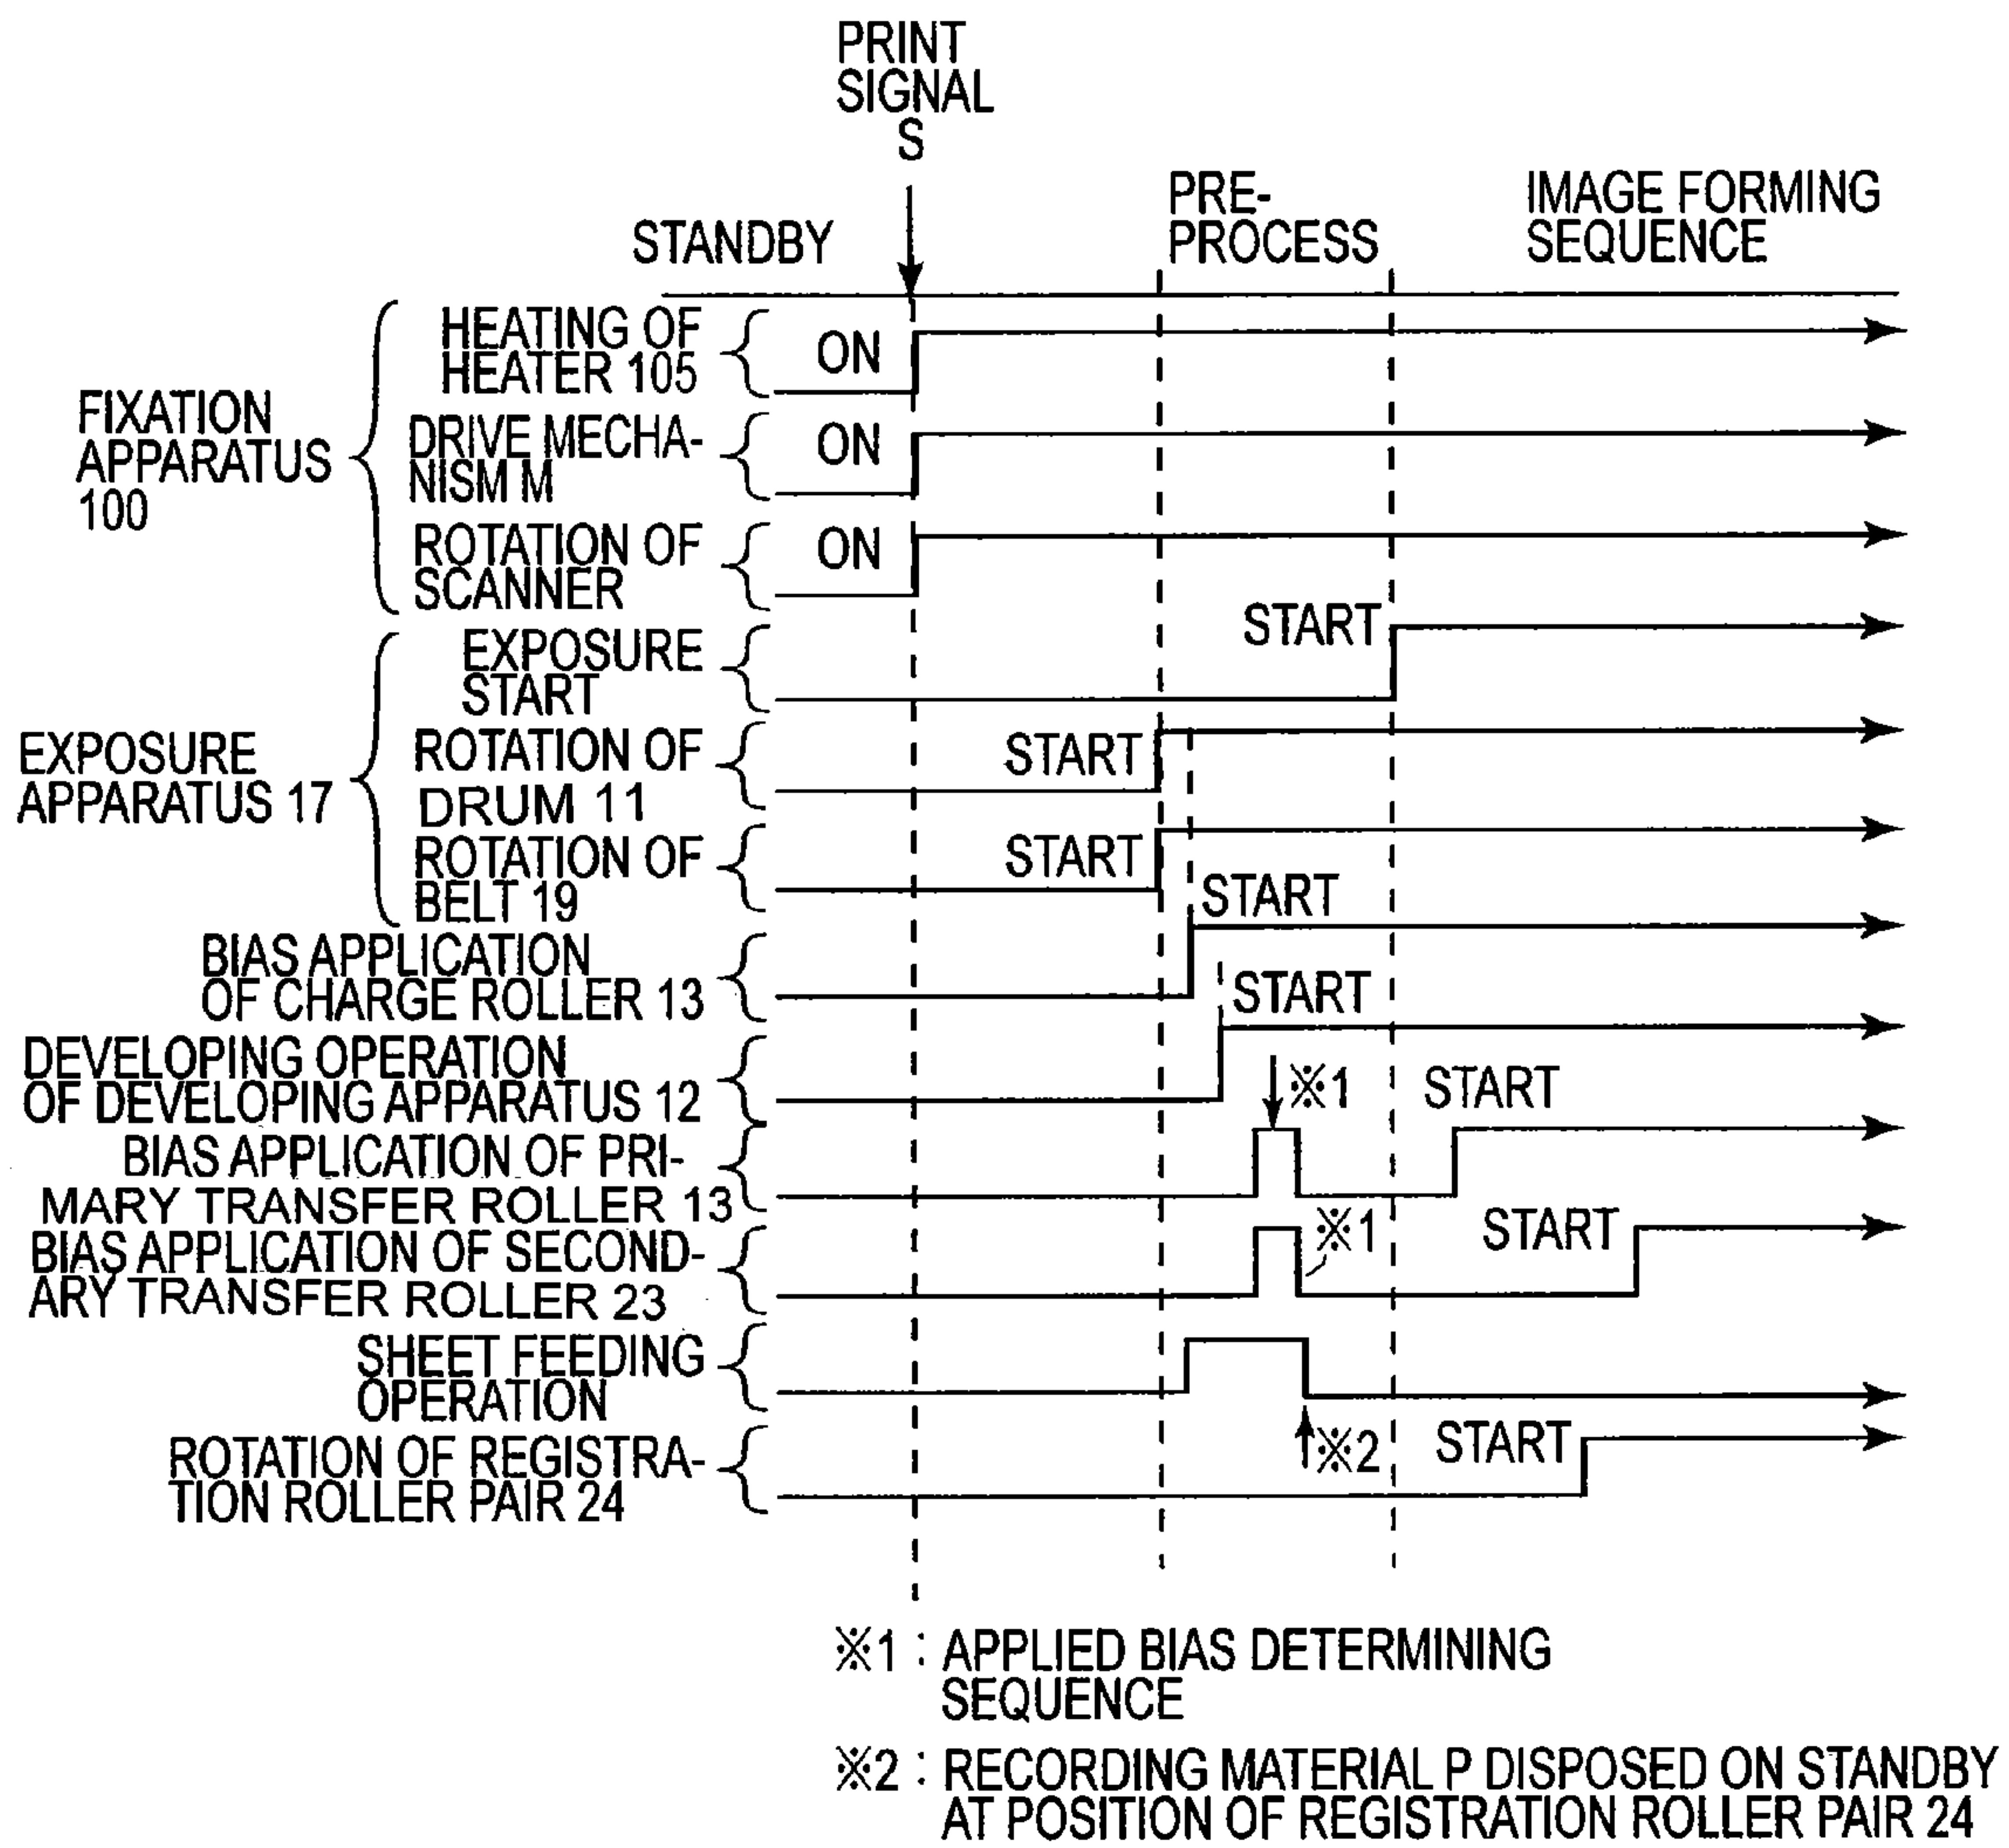 PRINT
SIGNAL
S
STANDBY
PRE-
PROCESS
IMAGE FORMING
SEQUENCE
FIXATION
APPARATUS
100
HEATING OF
HEATER 105
ON
DRIVE MECHA-
NISM M
ON
ROTATION OF
SCANNER
ON
EXPOSURE
APPARATUS 17
EXPOSURE
START
START
ROTATION OF
DRUM 11
START
ROTATION OF
BELT 19
START
BIAS APPLICATION
OF CHARGE ROLLER 13
START
DEVELOPING OPERATION
OF DEVELOPING APPARATUS 12
START
BIAS APPLICATION OF PRI-
MARY TRANSFER ROLLER 13
※1
START
BIAS APPLICATION OF SECOND-
ARY TRANSFER ROLLER 23
※1
START
SHEET FEEDING
OPERATION
※2
ROTATION OF REGISTRA-
TION ROLLER PAIR 24
START
※1 : APPLIED BIAS DETERMINING
SEQUENCE
※2 : RECORDING MATERIAL P DISPOSED ON STANDBY
AT POSITION OF REGISTRATION ROLLER PAIR 24